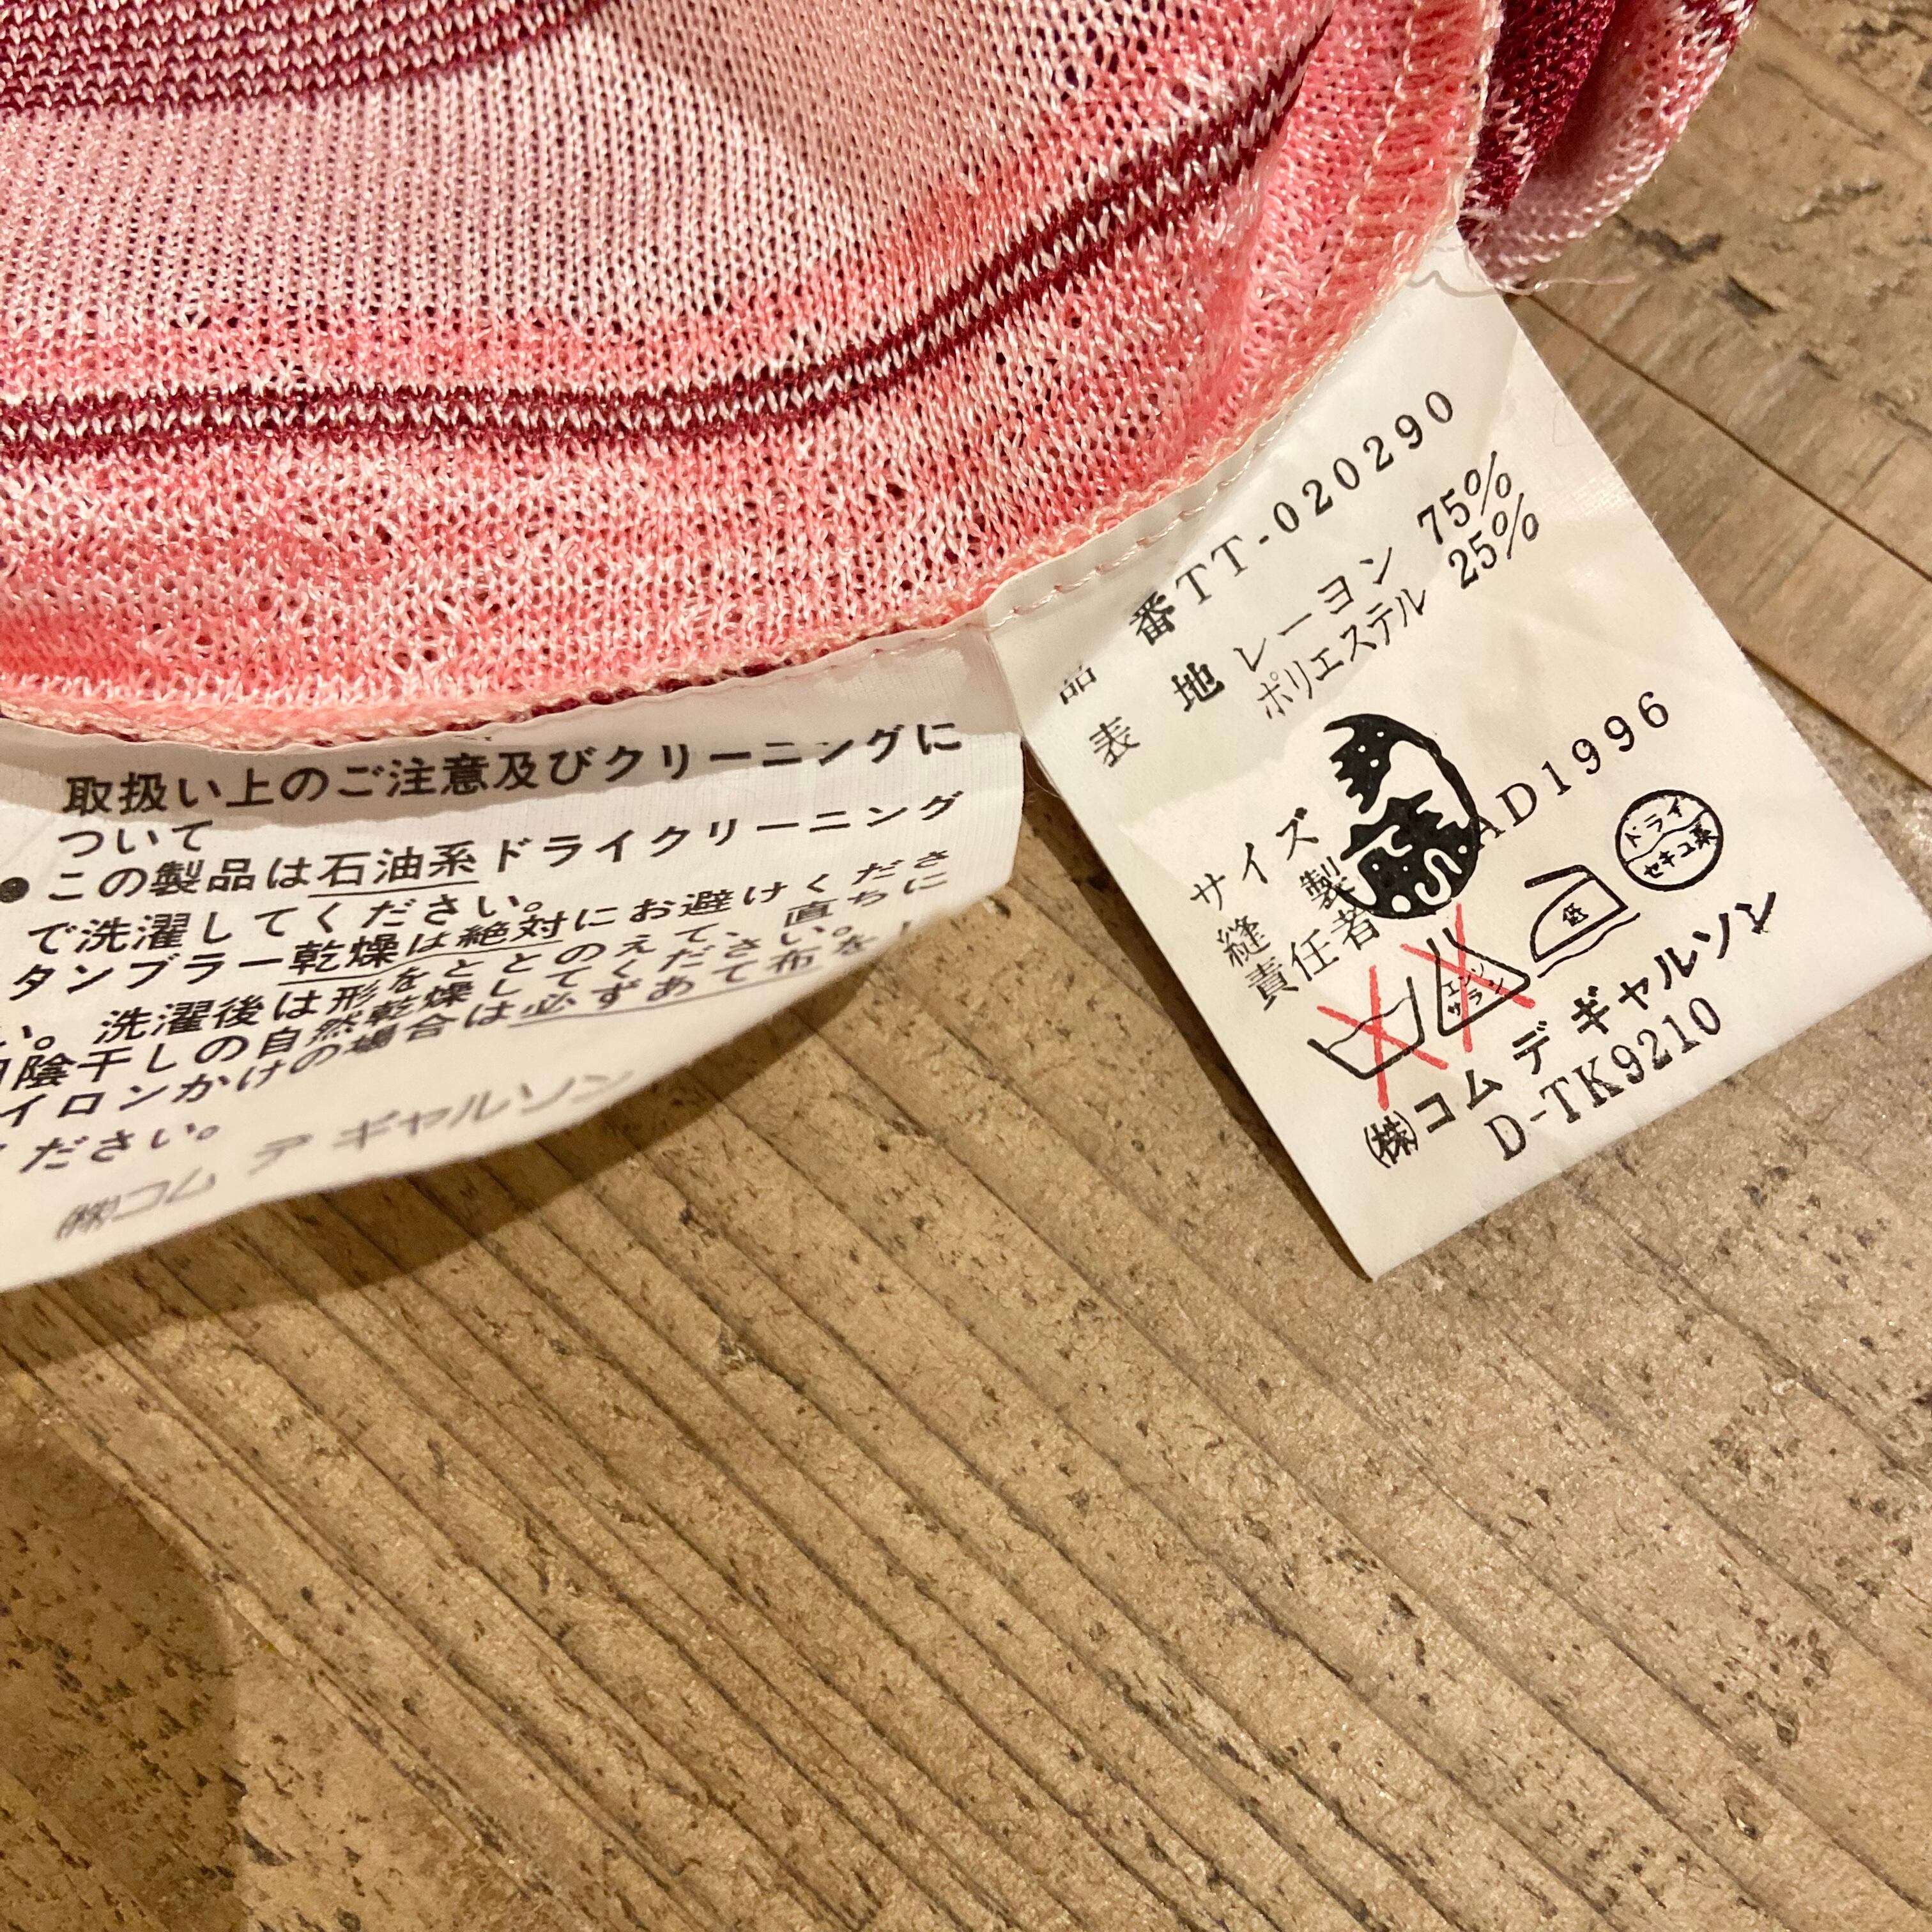 取扱い上のご注意及びクリーニングに
ついて
●この製品は石油系ドライクリーニング
で洗濯してください。
タンブラー乾燥は絶対にお避けくださ
い。洗濯後は形をととのえて、直ちに
日陰干しの自然乾燥してください。
イロンかけの場合は必ずあて布を
ください。
㈱コム デ ギャルソン
品 番TT-020290
表 地 レーヨン 75%
ポリエステル 25%
サイズ AD1996
縫製
責任者
エンソ
サラシ
低
ドライ
セキユ系
㈱コム デ ギャルソン
D-TK9210